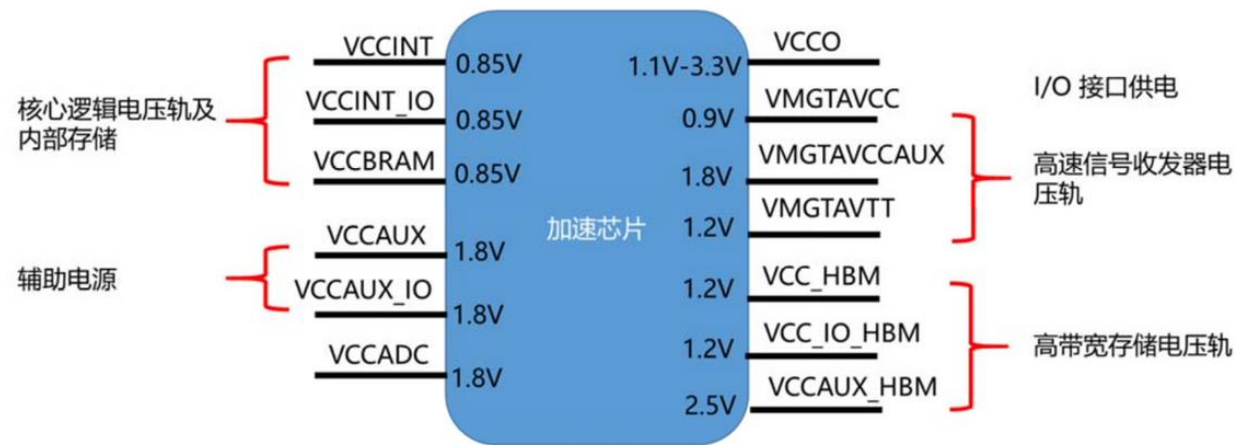 VCCINT
0.85V
核心逻辑电压轨及
内部存储
VCCINT_IO
0.85V
VCCBRAM
0.85V
辅助电源
VCCAUX
1.8V
VCCAUX_IO
1.8V
VCCADC
1.8V
加速芯片
1.1V-3.3V
VCCO
I/O 接口供电
0.9V
VMGTAVCC
1.8V
VMGTAVCCAUX
高速信号收发器电
压轨
1.2V
VMGTAVTT
1.2V
VCC_HBM
1.2V
VCC_IO_HBM
高带宽存储电压轨
2.5V
VCCAUX_HBM